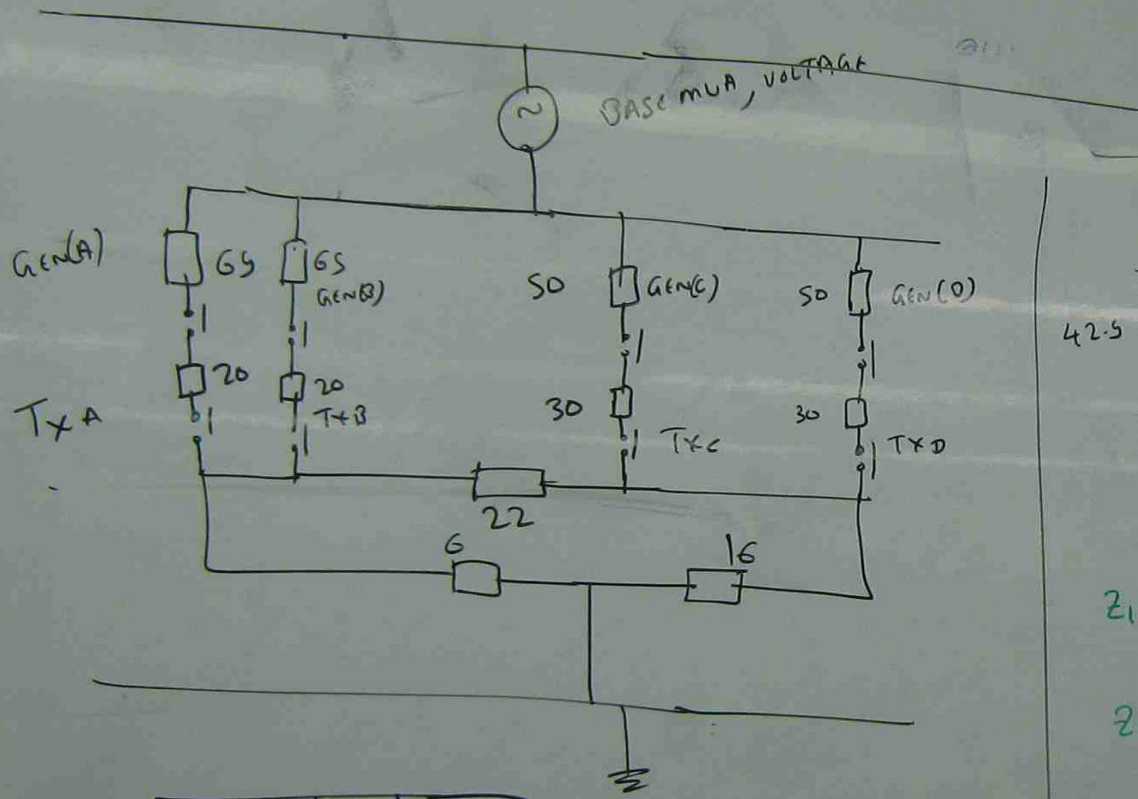 ~ BASE MVA, VOLTAGE
GEN(A) 65 65 50 GEN(C) 50 GEN(D)
GEN(B)
42.5
20 20 30 30
TXA TXB TXC TXD
22
6 16
Z1
Z